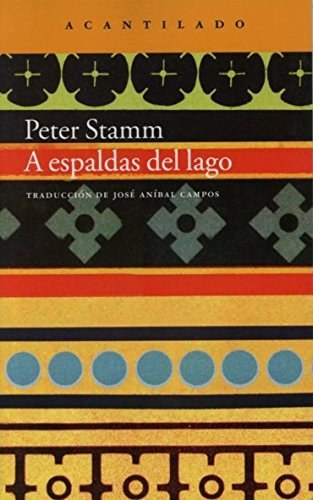 ACANTILADO
Peter Stamm
A espaldas del lago
TRADUCCIÓN DE JOSÉ ANÍBAL CAMPOS